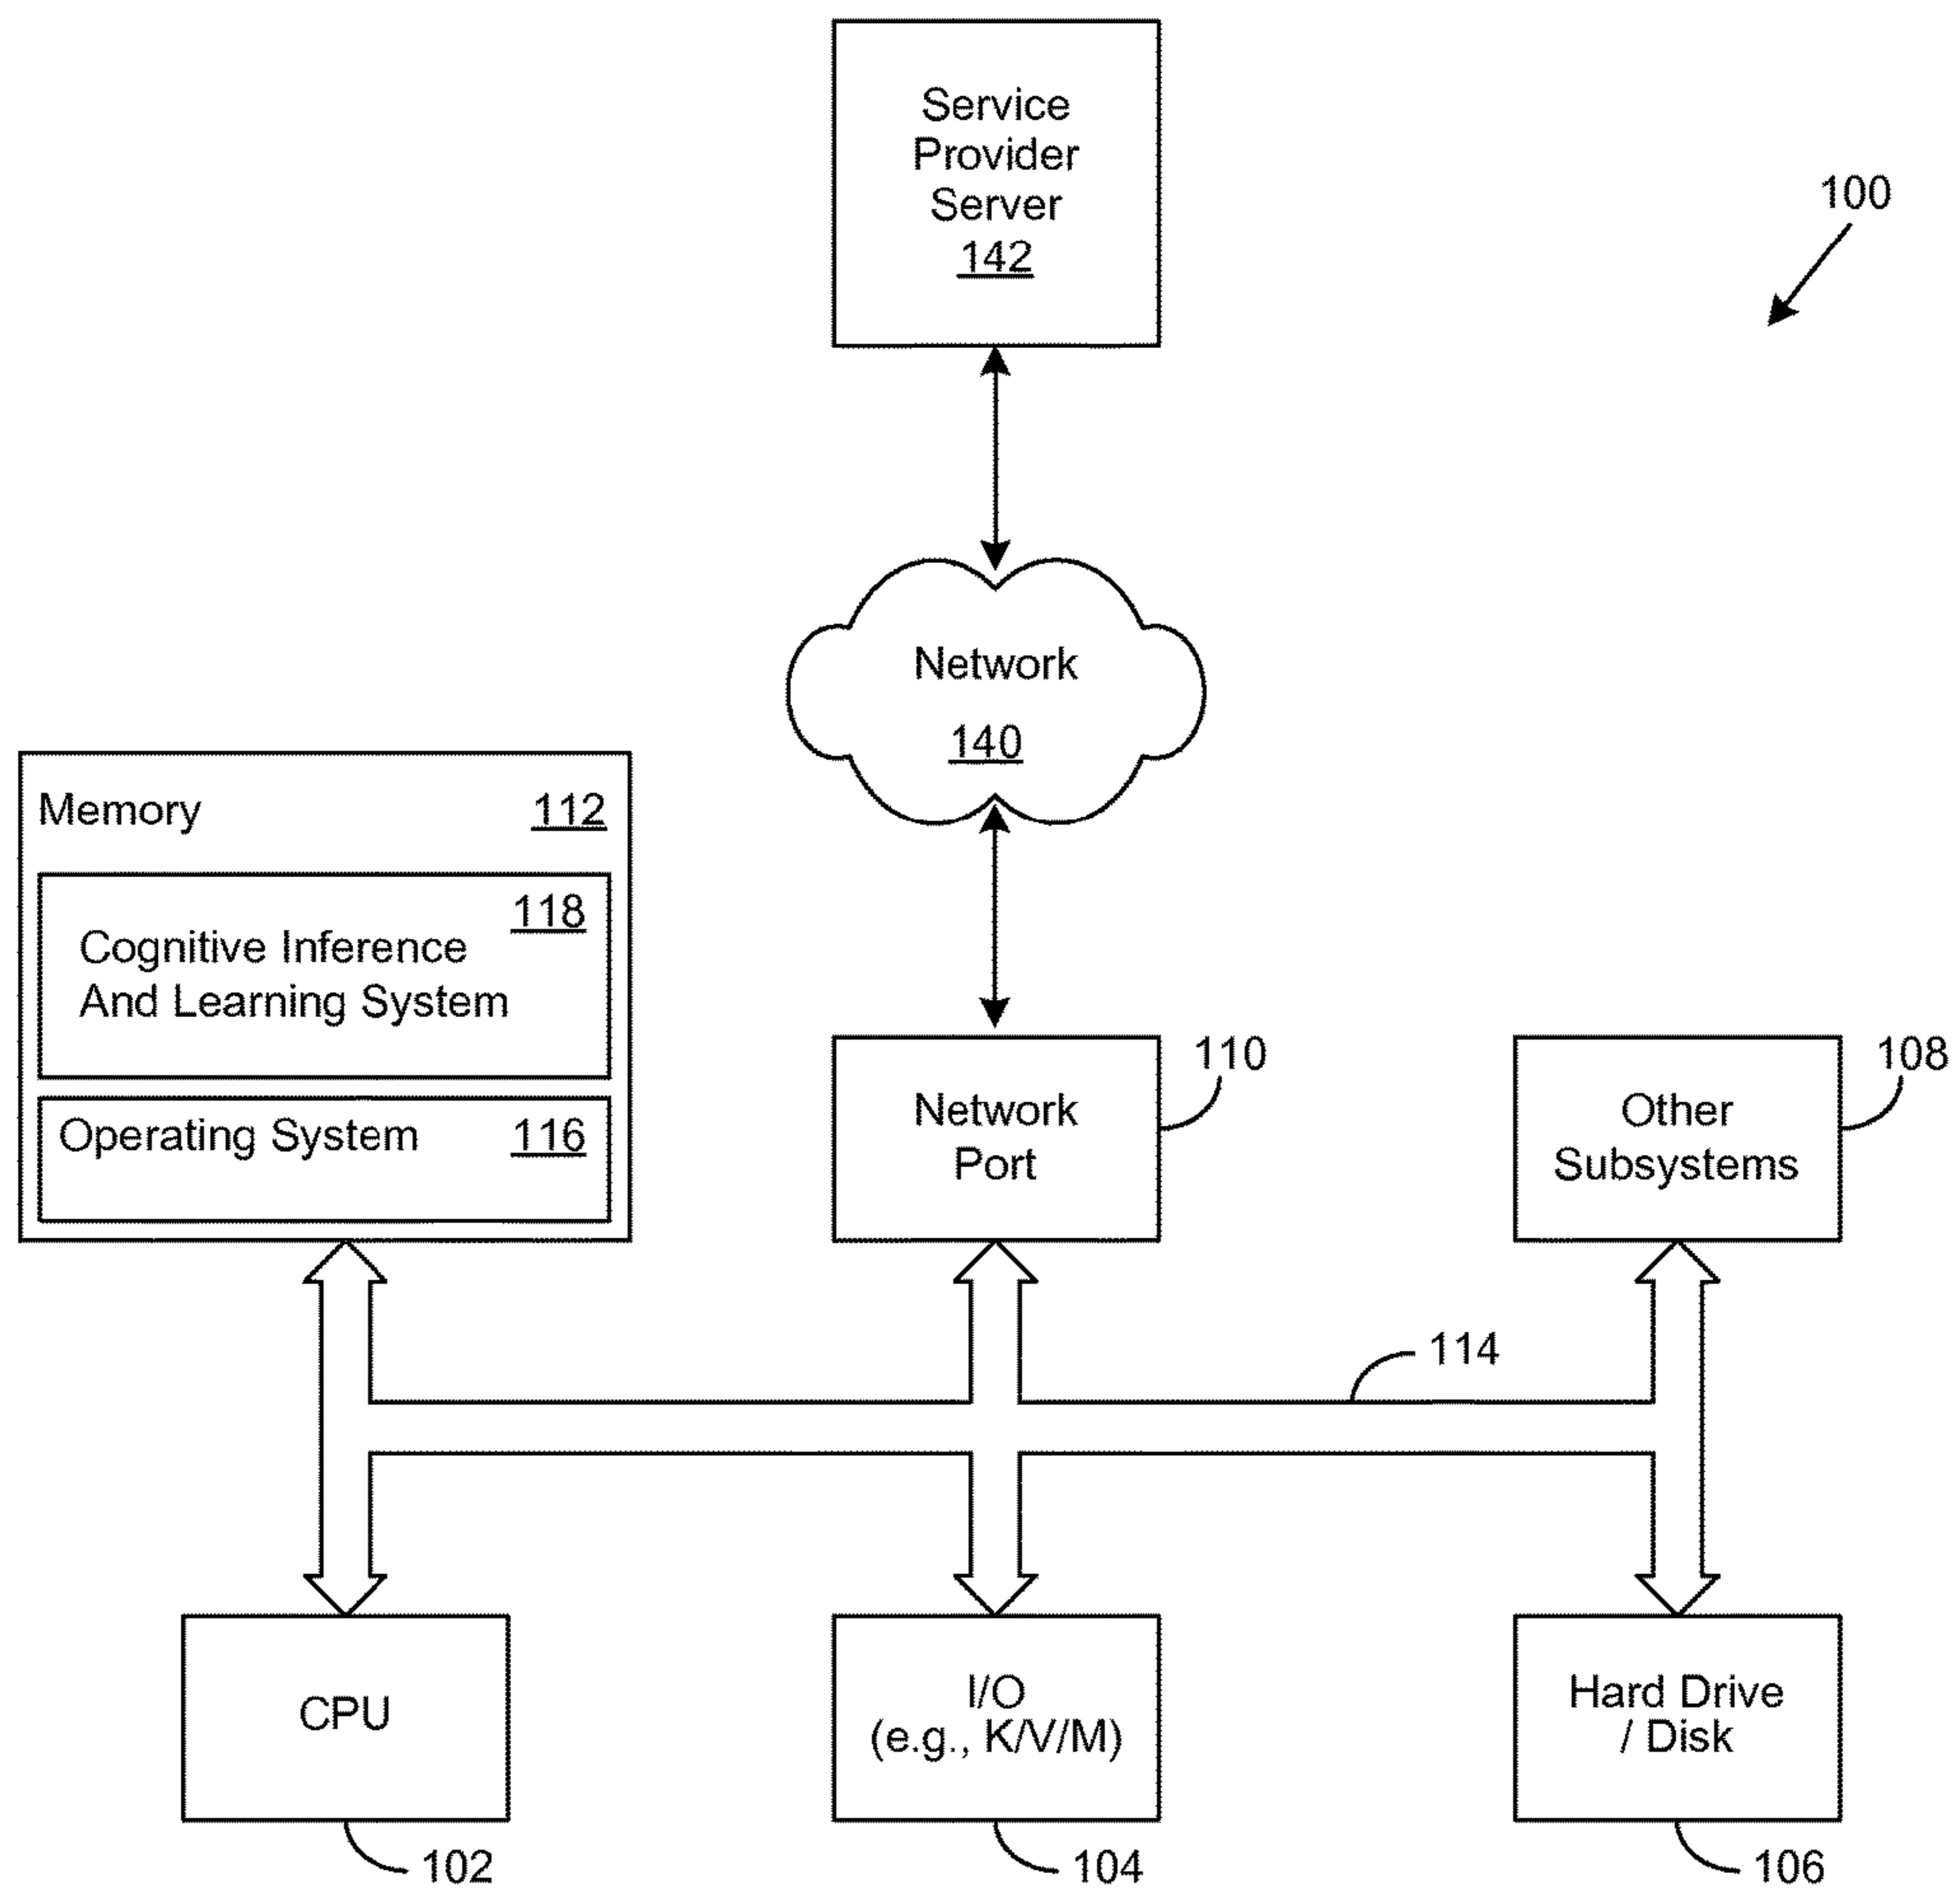 Service
Provider
Server
142
100
Network
140
Memory 112
118
Cognitive Inference
And Learning System
Operating System 116
Network
Port
110
Other
Subsystems
108
114
CPU
102
I/O
(e.g., K/V/M)
104
Hard Drive
/ Disk
106